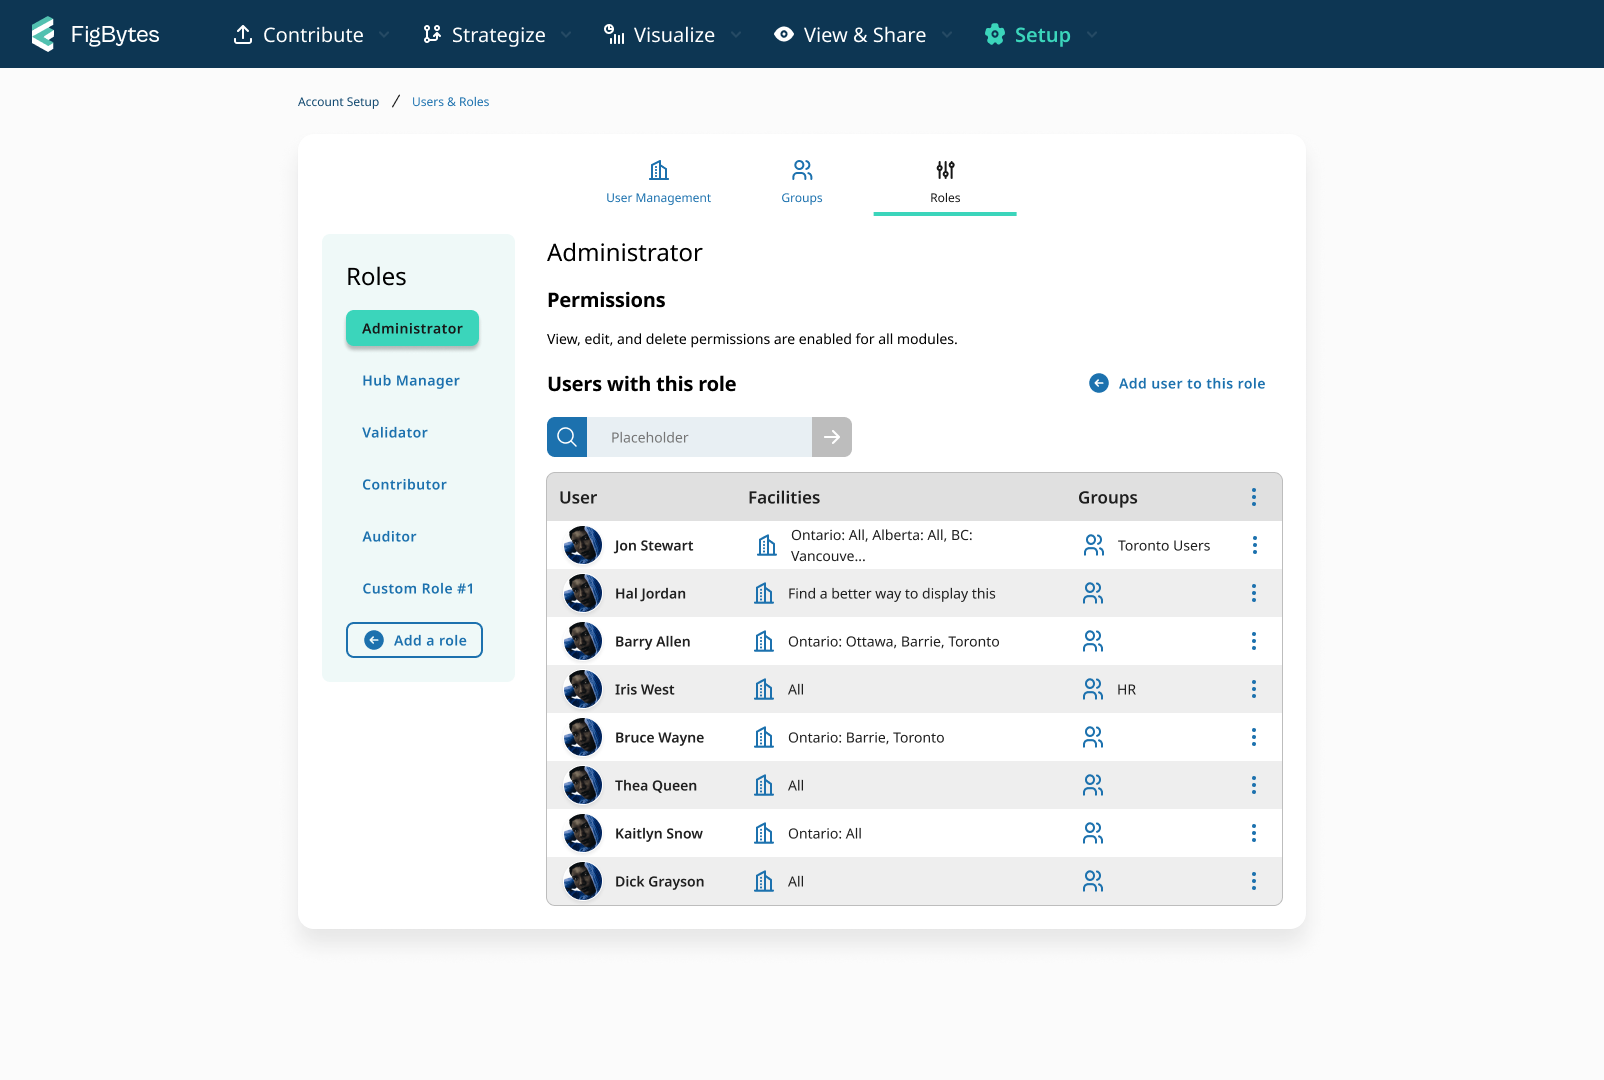 FigBytes
Contribute
Strategize
Visualize
View & Share
Setup
Account Setup / Users & Roles
User Management
Groups
Roles
Roles
Administrator
Hub Manager
Validator
Contributor
Auditor
Custom Role #1
Add a role
Administrator
Permissions
View, edit, and delete permissions are enabled for all modules.
Users with this role
Add user to this role
Placeholder
User Facilities Groups
Jon Stewart Ontario: All, Alberta: All, BC: Vancouve... Toronto Users
Hal Jordan Find a better way to display this
Barry Allen Ontario: Ottawa, Barrie, Toronto
Iris West All HR
Bruce Wayne Ontario: Barrie, Toronto
Thea Queen All
Kaitlyn Snow Ontario: All
Dick Grayson All